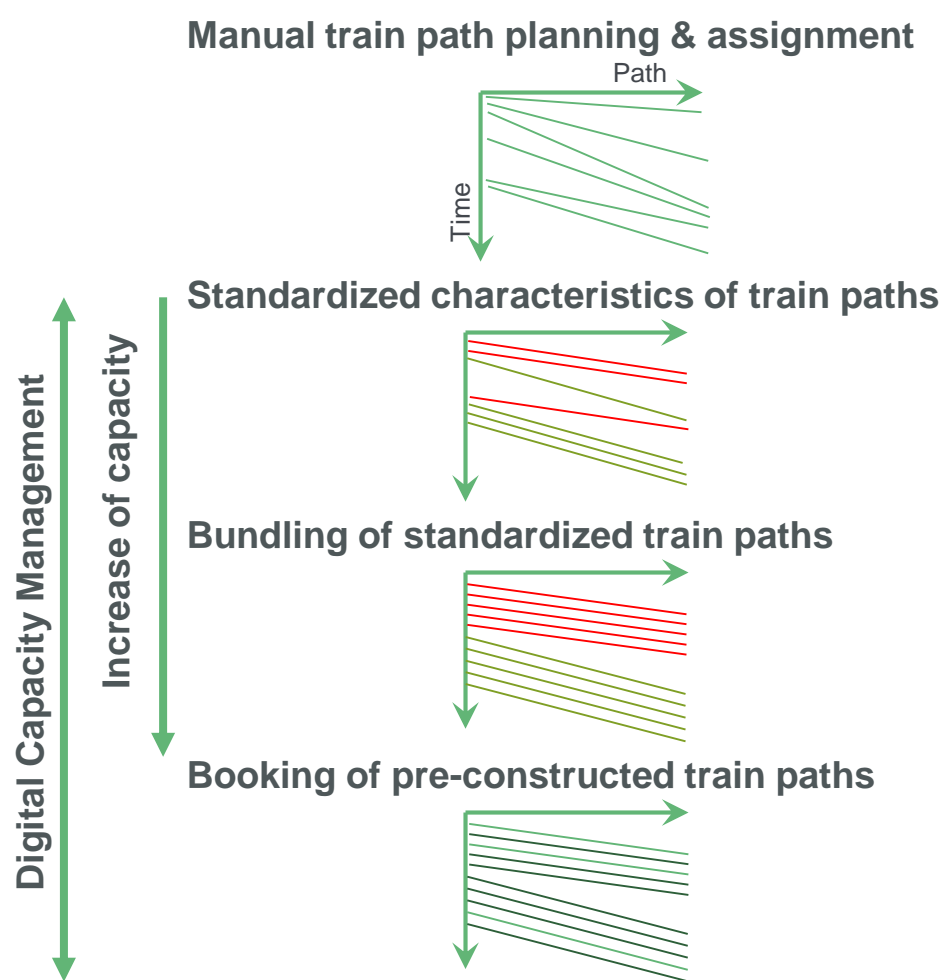 Manual train path planning & assignment
Path
Time
Standardized characteristics of train paths
Digital Capacity Management
Increase of capacity
Bundling of standardized train paths
Booking of pre-constructed train paths